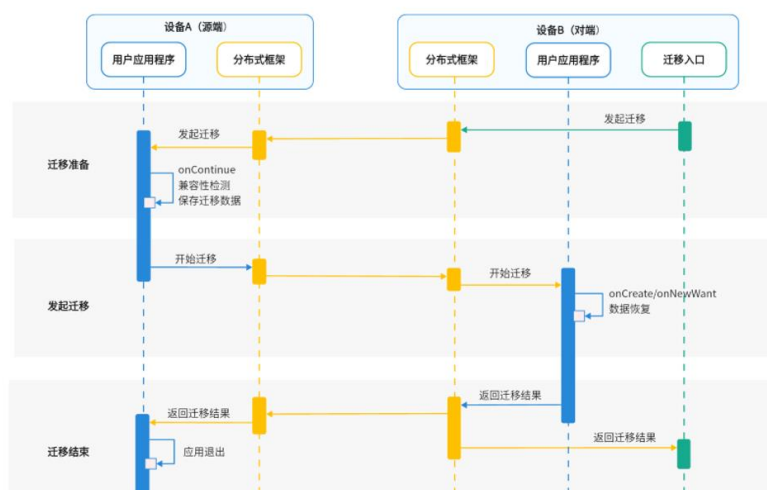 设备A（源端）
设备B（对端）
用户应用程序
分布式框架
分布式框架
用户应用程序
迁移入口
发起迁移
发起迁移
迁移准备
onContinue
兼容性检测
保存迁移数据
开始迁移
开始迁移
发起迁移
onCreate/onNewWant
数据恢复
返回迁移结果
返回迁移结果
返回迁移结果
迁移结束
应用退出